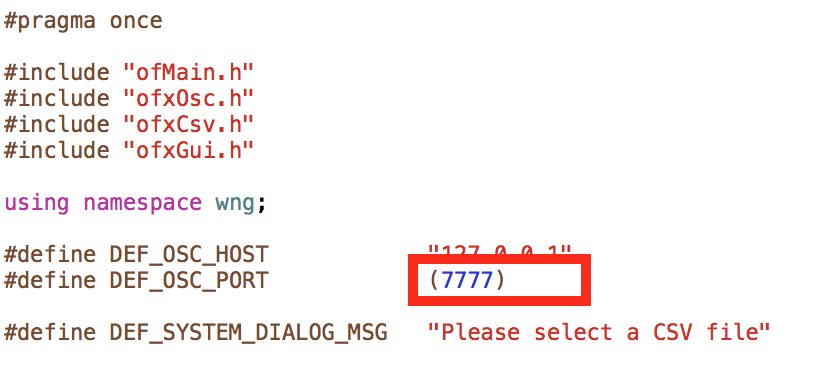 #pragma once
#include "ofMain.h"
#include "ofxOsc.h"
#include "ofxCsv.h"
#include "ofxGui.h"
using namespace wng;
#define DEF_OSC_HOST "127.0.0.1"
#define DEF_OSC_PORT (7777)
#define DEF_SYSTEM_DIALOG_MSG "Please select a CSV file"